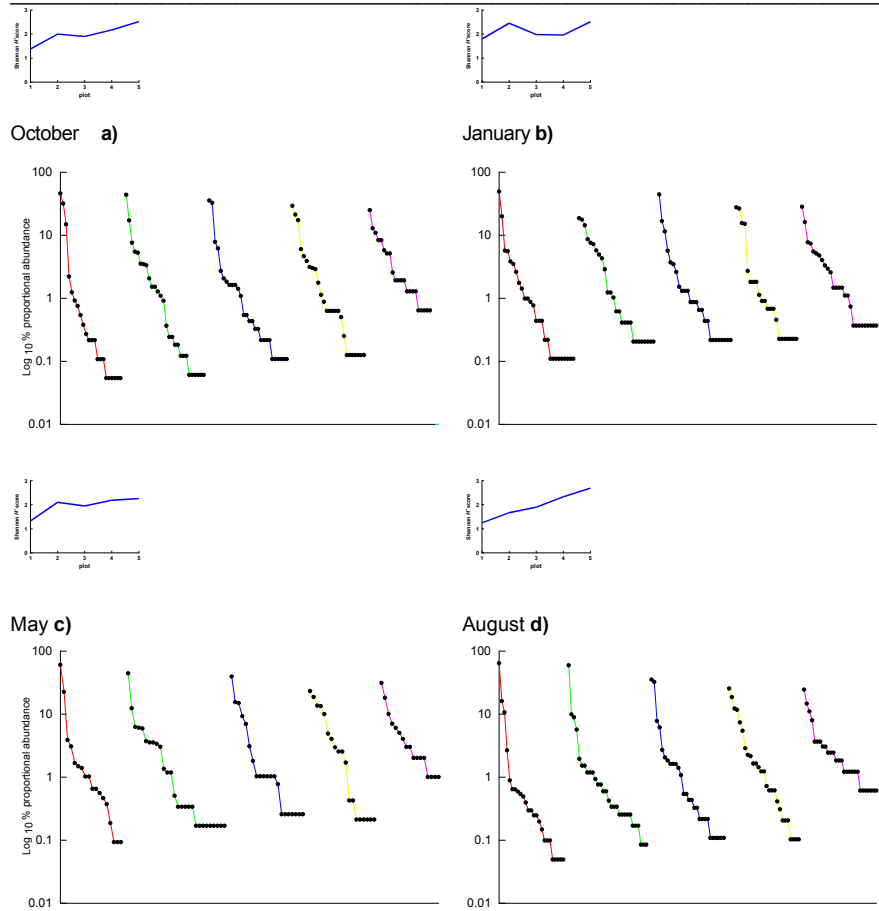 3
2
1
0
Shannon H'score
1 2 3 4 5
plot
3
2
1
0
Shannon H'score
1 2 3 4 5
plot
October a)
January b)
100
10
1
0.1
0.01
Log 10 % proportional abundance
100
10
1
0.1
0.01
3
2
1
0
Shannon H'score
1 2 3 4 5
plot
3
2
1
0
Shannon H'score
1 2 3 4 5
plot
May c)
August d)
100
10
1
0.1
0.01
Log 10 % proportional abundance
100
10
1
0.1
0.01